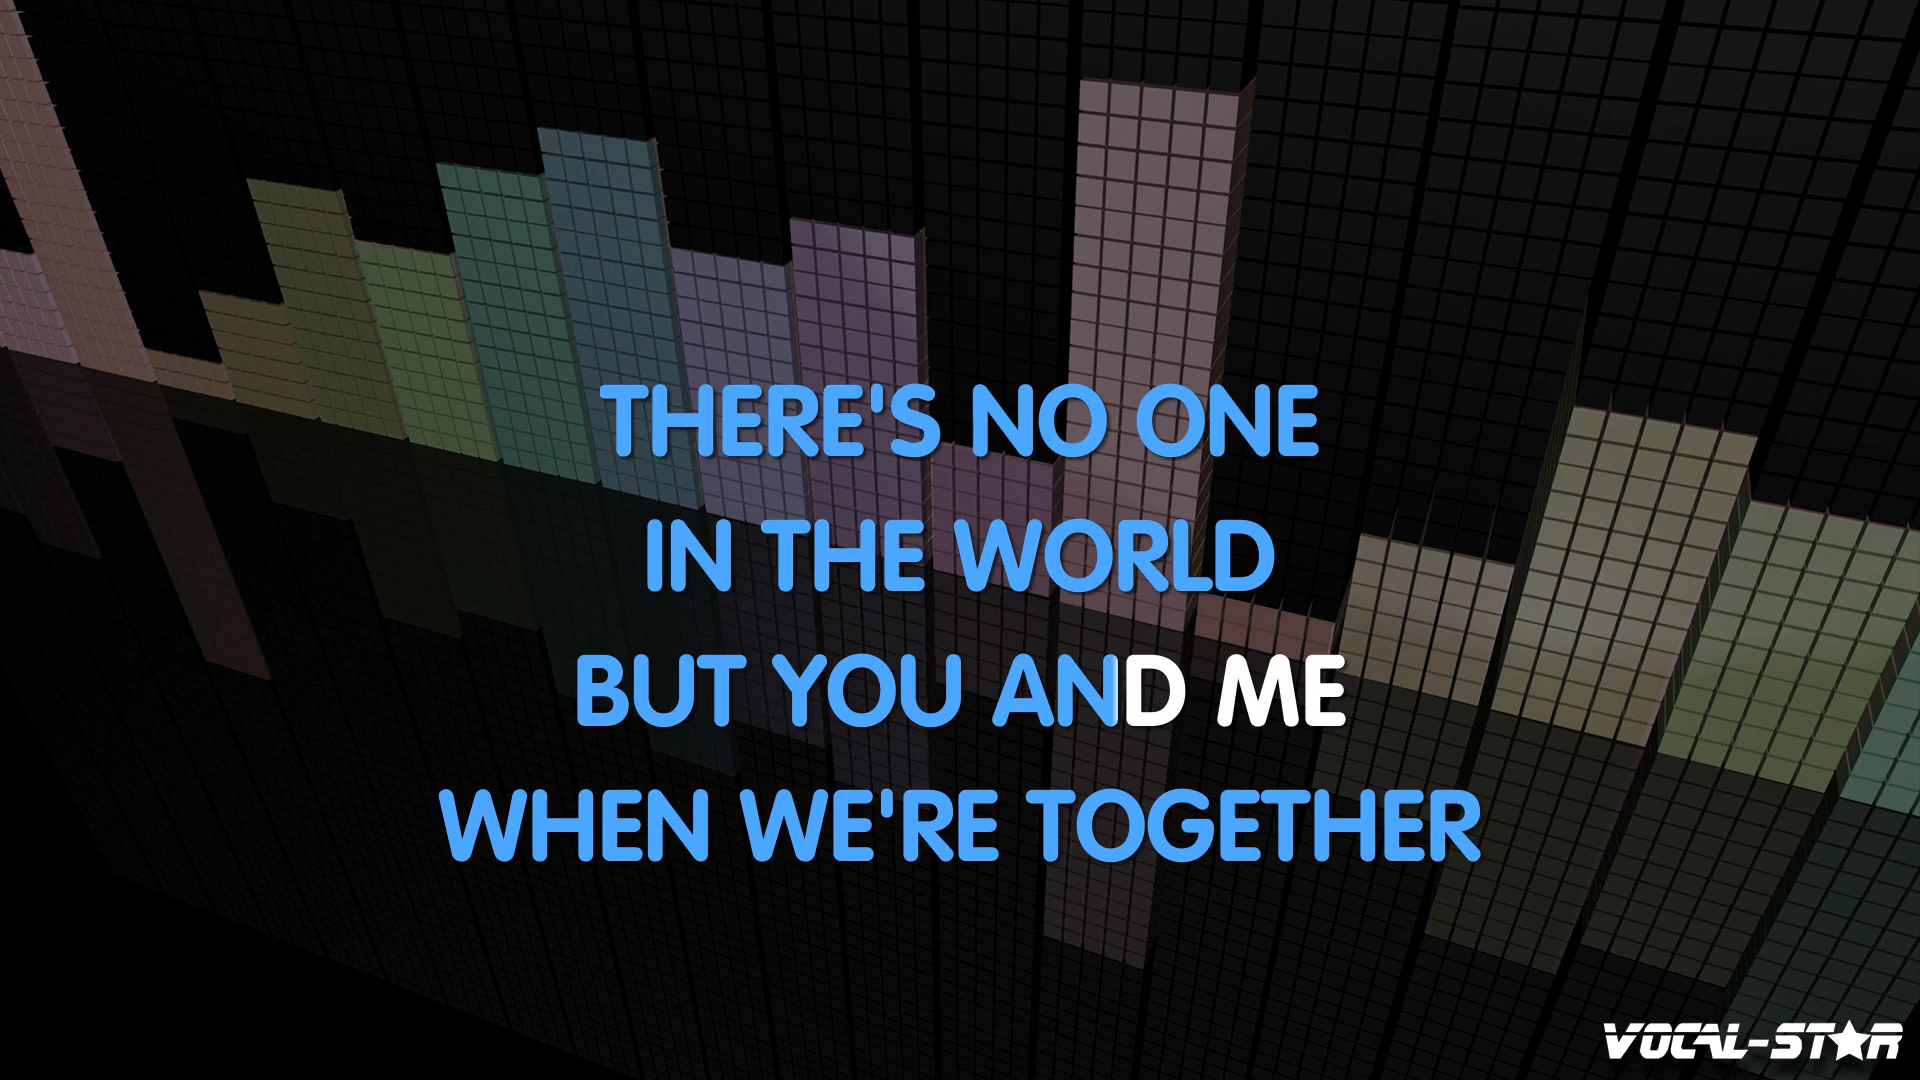 THERE'S NO ONE
IN THE WORLD
BUT YOU AND ME
WHEN WE'RE TOGETHER
VOCAL-STAR